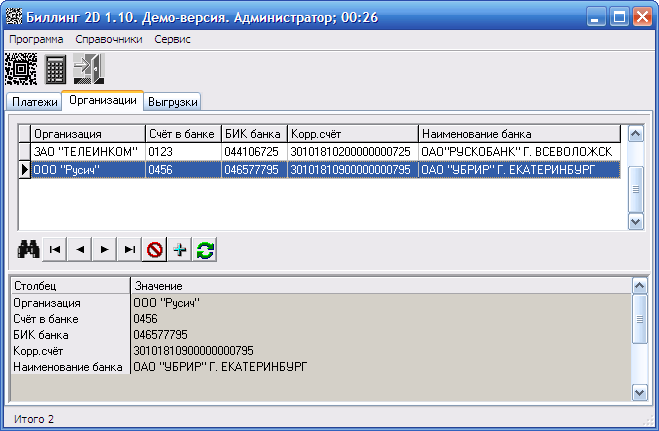 Биллинг 2D 1.10. Демо-версия. Администратор; 00:26
Программа Справочники Сервис
Платежи Организации Выгрузки
Организация Счёт в банке БИК банка Корр.счёт Наименование банка
ЗАО "ТЕЛЕИНКОМ" 0123 044106725 30101810200000000725 ОАО"РУСКОБАНК" Г. ВСЕВОЛОЖСК
ООО "Русич" 0456 046577795 30101810900000000795 ОАО "УБРИР" Г. ЕКАТЕРИНБУРГ
Столбец Значение
Организация ООО "Русич"
Счёт в банке 0456
БИК банка 046577795
Корр.счёт 30101810900000000795
Наименование банка ОАО "УБРИР" Г. ЕКАТЕРИНБУРГ
Итого 2